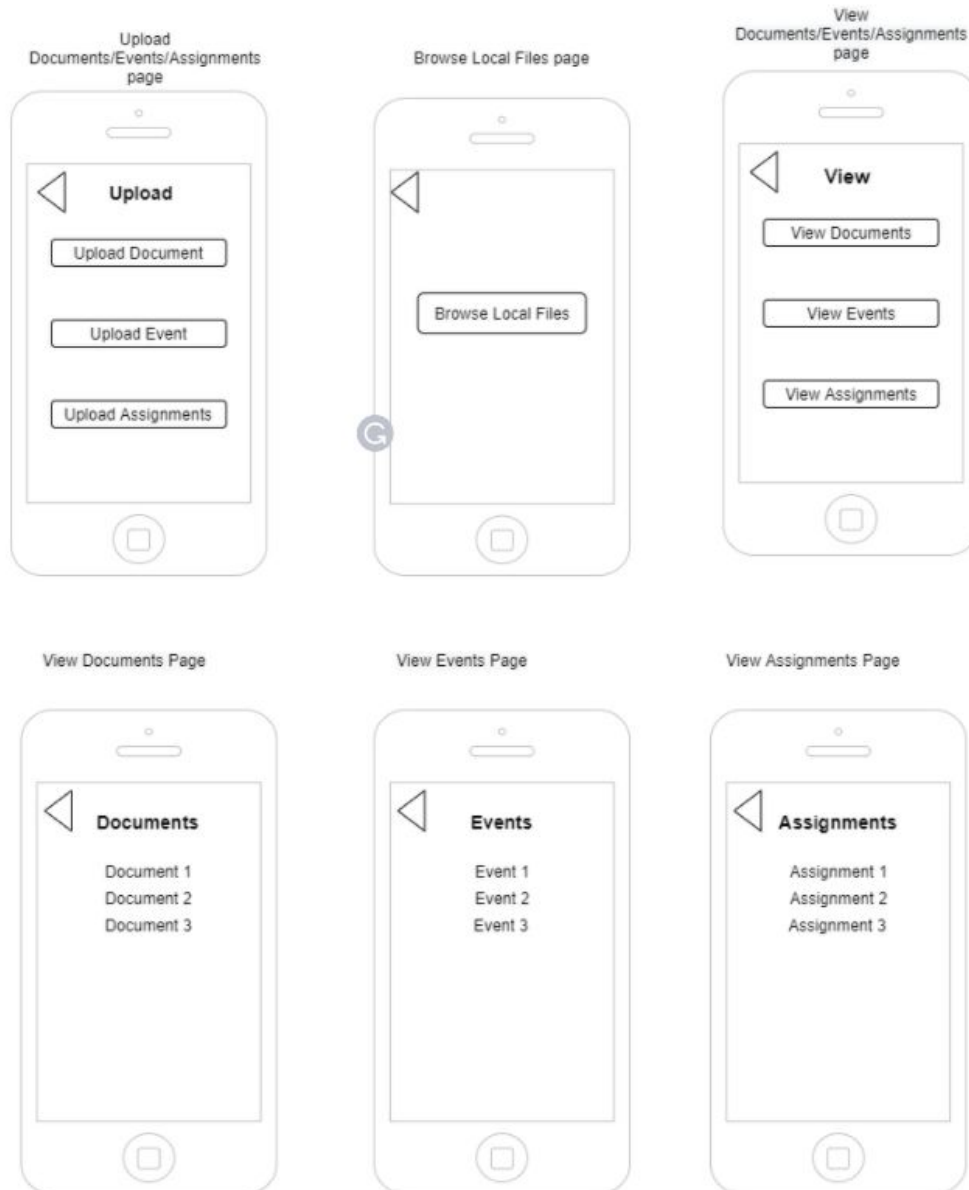 Upload
Documents/Events/Assignments
page
Upload
Upload Document
Upload Event
Upload Assignments
Browse Local Files page
Browse Local Files
View
Documents/Events/Assignments
page
View
View Documents
View Events
View Assignments
View Documents Page
Documents
Document 1
Document 2
Document 3
View Events Page
Events
Event 1
Event 2
Event 3
View Assignments Page
Assignments
Assignment 1
Assignment 2
Assignment 3